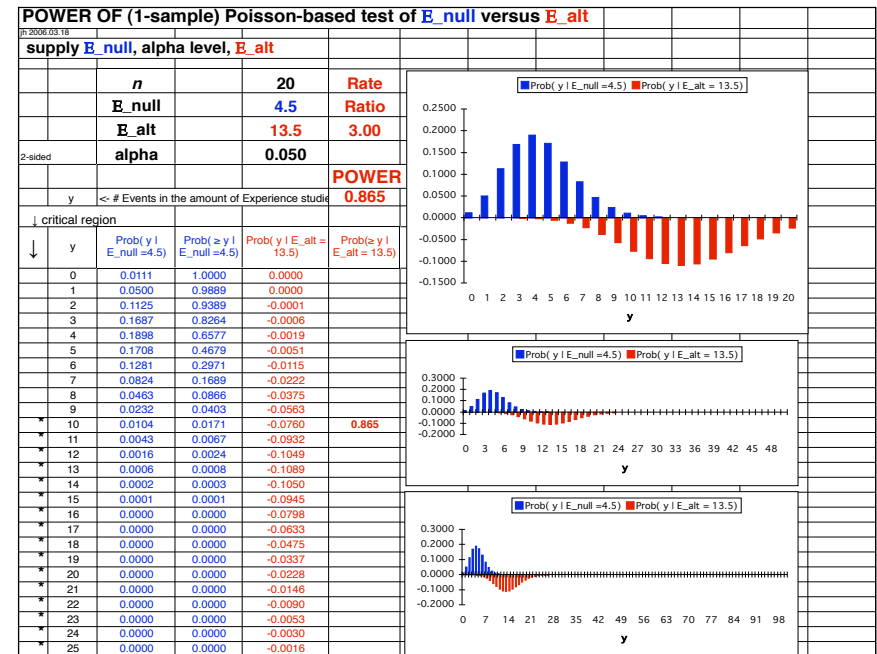 POWER OF (1-sample) Poisson-based test of E_null versus E_alt
jh 2006.03.18
supply E_null, alpha level, E_alt
n 20 Rate
E_null 4.5 Ratio
E_alt 13.5 3.00
2-sided alpha 0.050
POWER
y <- # Events in the amount of Experience studie 0.865
↓ critical region
↓ y Prob( y | E_null =4.5) Prob( ≥ y | E_null =4.5) Prob( y | E_alt = 13.5) Prob(≥ y | E_alt = 13.5)
0 0.0111 1.0000 0.0000
1 0.0500 0.9889 0.0000
2 0.1125 0.9389 -0.0001
3 0.1687 0.8264 -0.0006
4 0.1898 0.6577 -0.0019
5 0.1708 0.4679 -0.0051
6 0.1281 0.2971 -0.0115
7 0.0824 0.1689 -0.0222
8 0.0463 0.0866 -0.0375
9 0.0232 0.0403 -0.0563
* 10 0.0104 0.0171 -0.0760 0.865
* 11 0.0043 0.0067 -0.0932
* 12 0.0016 0.0024 -0.1049
* 13 0.0006 0.0008 -0.1089
* 14 0.0002 0.0003 -0.1050
* 15 0.0001 0.0001 -0.0945
* 16 0.0000 0.0000 -0.0798
* 17 0.0000 0.0000 -0.0633
* 18 0.0000 0.0000 -0.0475
* 19 0.0000 0.0000 -0.0337
* 20 0.0000 0.0000 -0.0228
* 21 0.0000 0.0000 -0.0146
* 22 0.0000 0.0000 -0.0090
* 23 0.0000 0.0000 -0.0053
* 24 0.0000 0.0000 -0.0030
* 25 0.0000 0.0000 -0.0016
Prob( y | E_null =4.5) Prob( y | E_alt = 13.5)
0.2500
0.2000
0.1500
0.1000
0.0500
0.0000
-0.0500
-0.1000
-0.1500
0 1 2 3 4 5 6 7 8 9 10 11 12 13 14 15 16 17 18 19 20
y
Prob( y | E_null =4.5) Prob( y | E_alt = 13.5)
0.3000
0.2000
0.1000
0.0000
-0.1000
-0.2000
0 3 6 9 12 15 18 21 24 27 30 33 36 39 42 45 48
y
Prob( y | E_null =4.5) Prob( y | E_alt = 13.5)
0.3000
0.2000
0.1000
0.0000
-0.1000
-0.2000
0 7 14 21 28 35 42 49 56 63 70 77 84 91 98
y